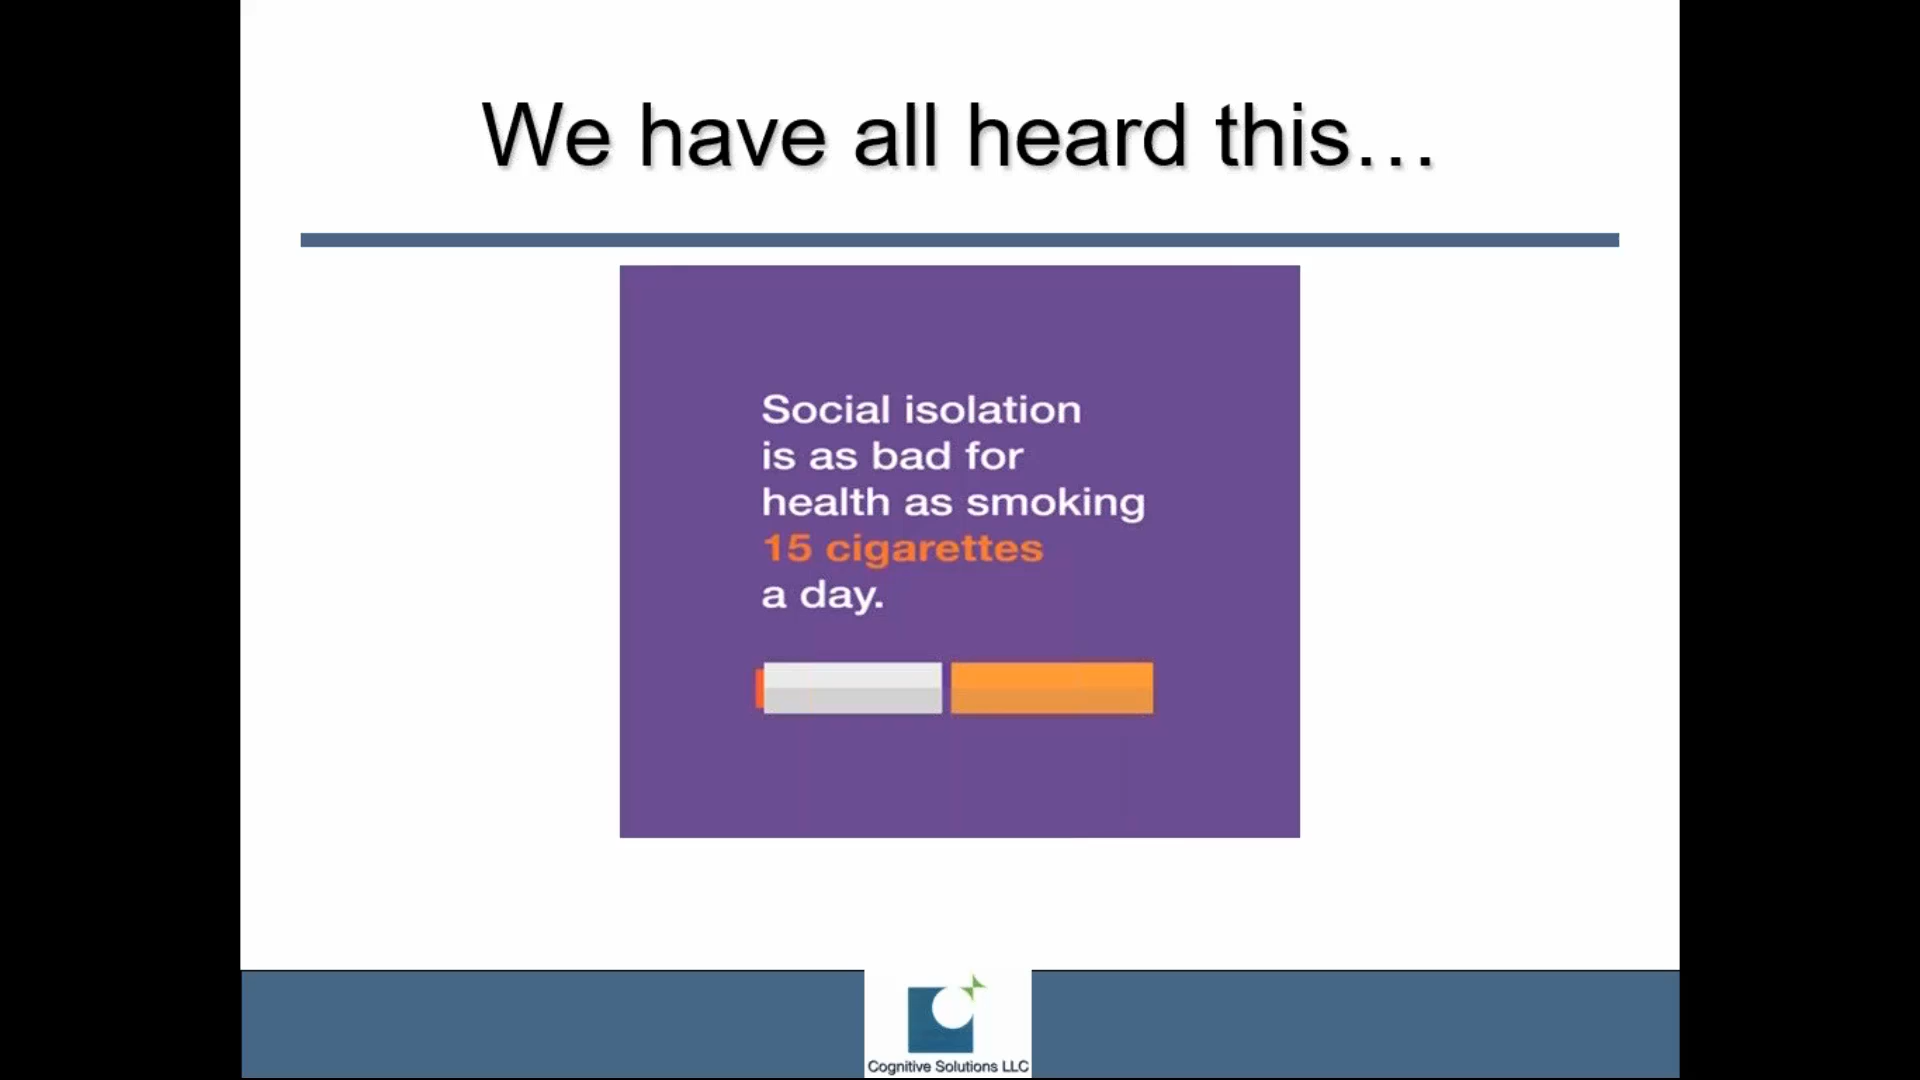 We have all heard this...
Social isolation
is as bad for
health as smoking
15 cigarettes
a day.
Cognitive Solutions LLC